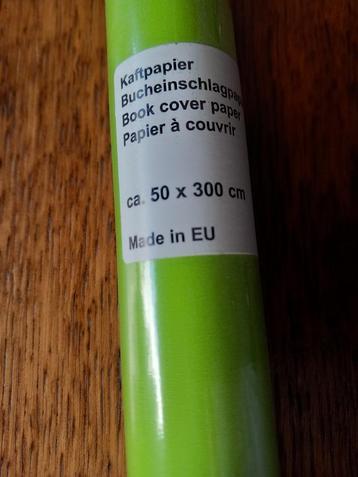 Kaftpapier
Bucheinschlagpap
Book cover paper
Papier à couvrir
ca. 50 x 300 cm
Made in EU